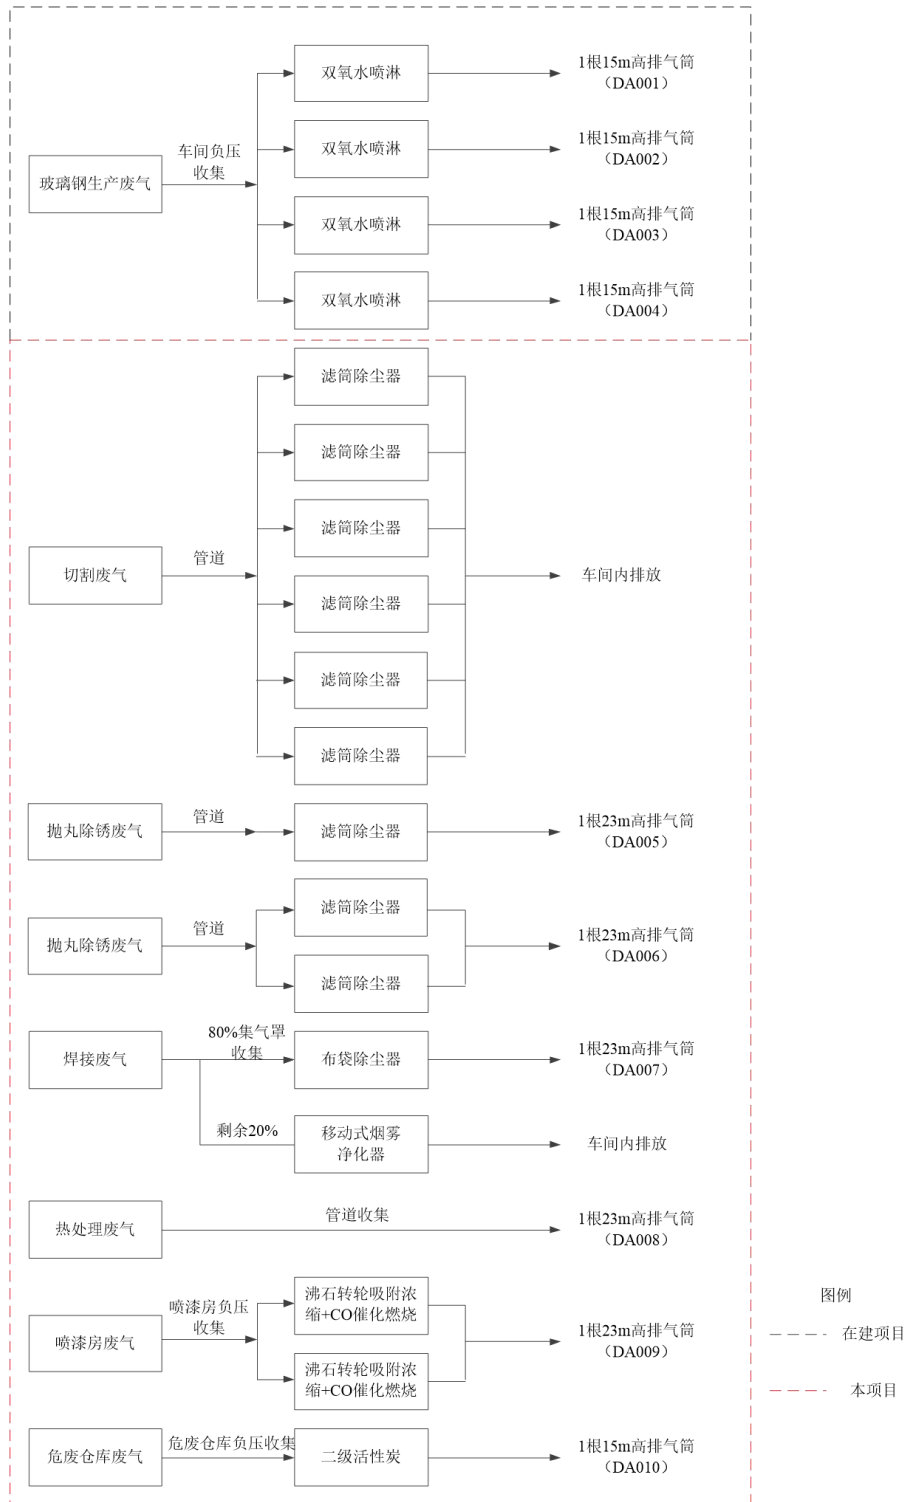 双氧水喷淋
1根15m高排气筒
（DA001）
车间负压
收集
双氧水喷淋
1根15m高排气筒
（DA002）
玻璃钢生产废气
双氧水喷淋
1根15m高排气筒
（DA003）
双氧水喷淋
1根15m高排气筒
（DA004）
滤筒除尘器
滤筒除尘器
滤筒除尘器
切割废气
管道
车间内排放
滤筒除尘器
滤筒除尘器
滤筒除尘器
抛丸除锈废气
管道
滤筒除尘器
1根23m高排气筒
（DA005）
滤筒除尘器
抛丸除锈废气
管道
1根23m高排气筒
（DA006）
滤筒除尘器
焊接废气
80%集气罩
收集
布袋除尘器
1根23m高排气筒
（DA007）
剩余20%
移动式烟雾
净化器
车间内排放
热处理废气
管道收集
1根23m高排气筒
（DA008）
喷漆房废气
喷漆房负压
收集
沸石转轮吸附浓
缩+CO催化燃烧
沸石转轮吸附浓
缩+CO催化燃烧
1根23m高排气筒
（DA009）
危废仓库废气
危废仓库负压收集
二级活性炭
1根15m高排气筒
（DA010）
图例
在建项目
本项目